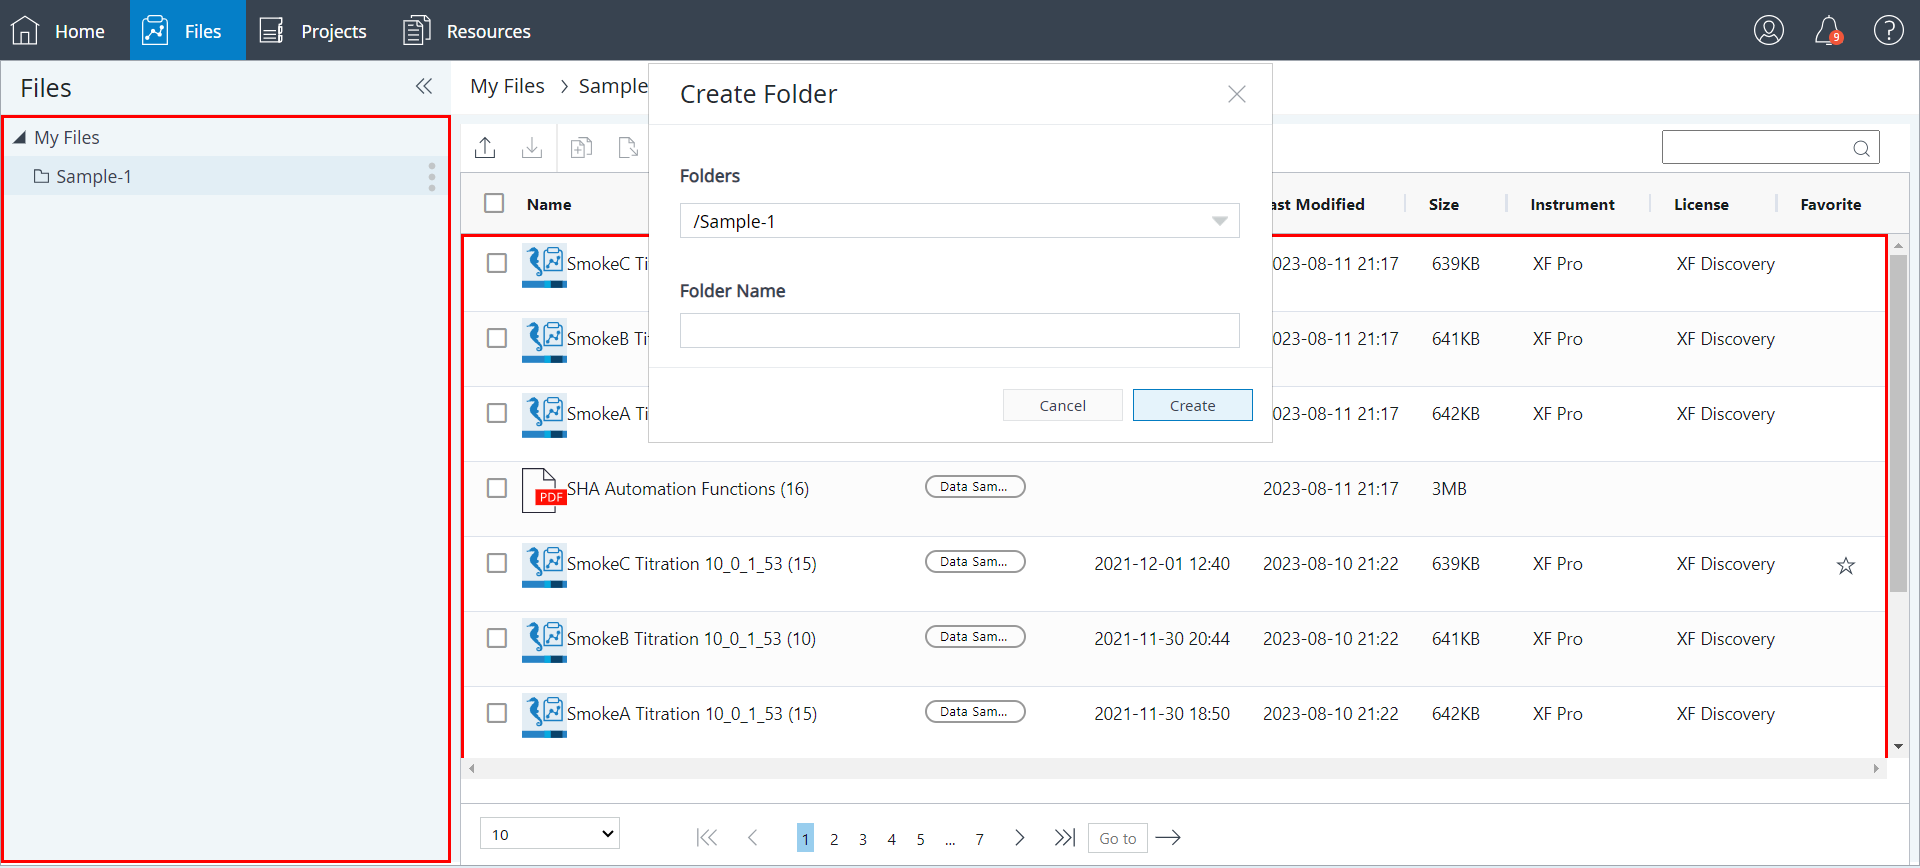 Home Files Projects Resources 9
Files
My Files > Sample
My Files
Sample-1
Create Folder
Folders
/Sample-1
Folder Name
Cancel Create
Name ast Modified Size Instrument License Favorite
SmokeC Ti 023-08-11 21:17 639KB XF Pro XF Discovery
SmokeB Ti 023-08-11 21:17 641KB XF Pro XF Discovery
SmokeA Ti 023-08-11 21:17 642KB XF Pro XF Discovery
PDF SHA Automation Functions (16) Data Sam... 2023-08-11 21:17 3MB
SmokeC Titration 10_0_1_53 (15) Data Sam... 2021-12-01 12:40 2023-08-10 21:22 639KB XF Pro XF Discovery
SmokeB Titration 10_0_1_53 (10) Data Sam... 2021-11-30 20:44 2023-08-10 21:22 641KB XF Pro XF Discovery
SmokeA Titration 10_0_1_53 (15) Data Sam... 2021-11-30 18:50 2023-08-10 21:22 642KB XF Pro XF Discovery
10 1 2 3 4 5 ... 7 Go to